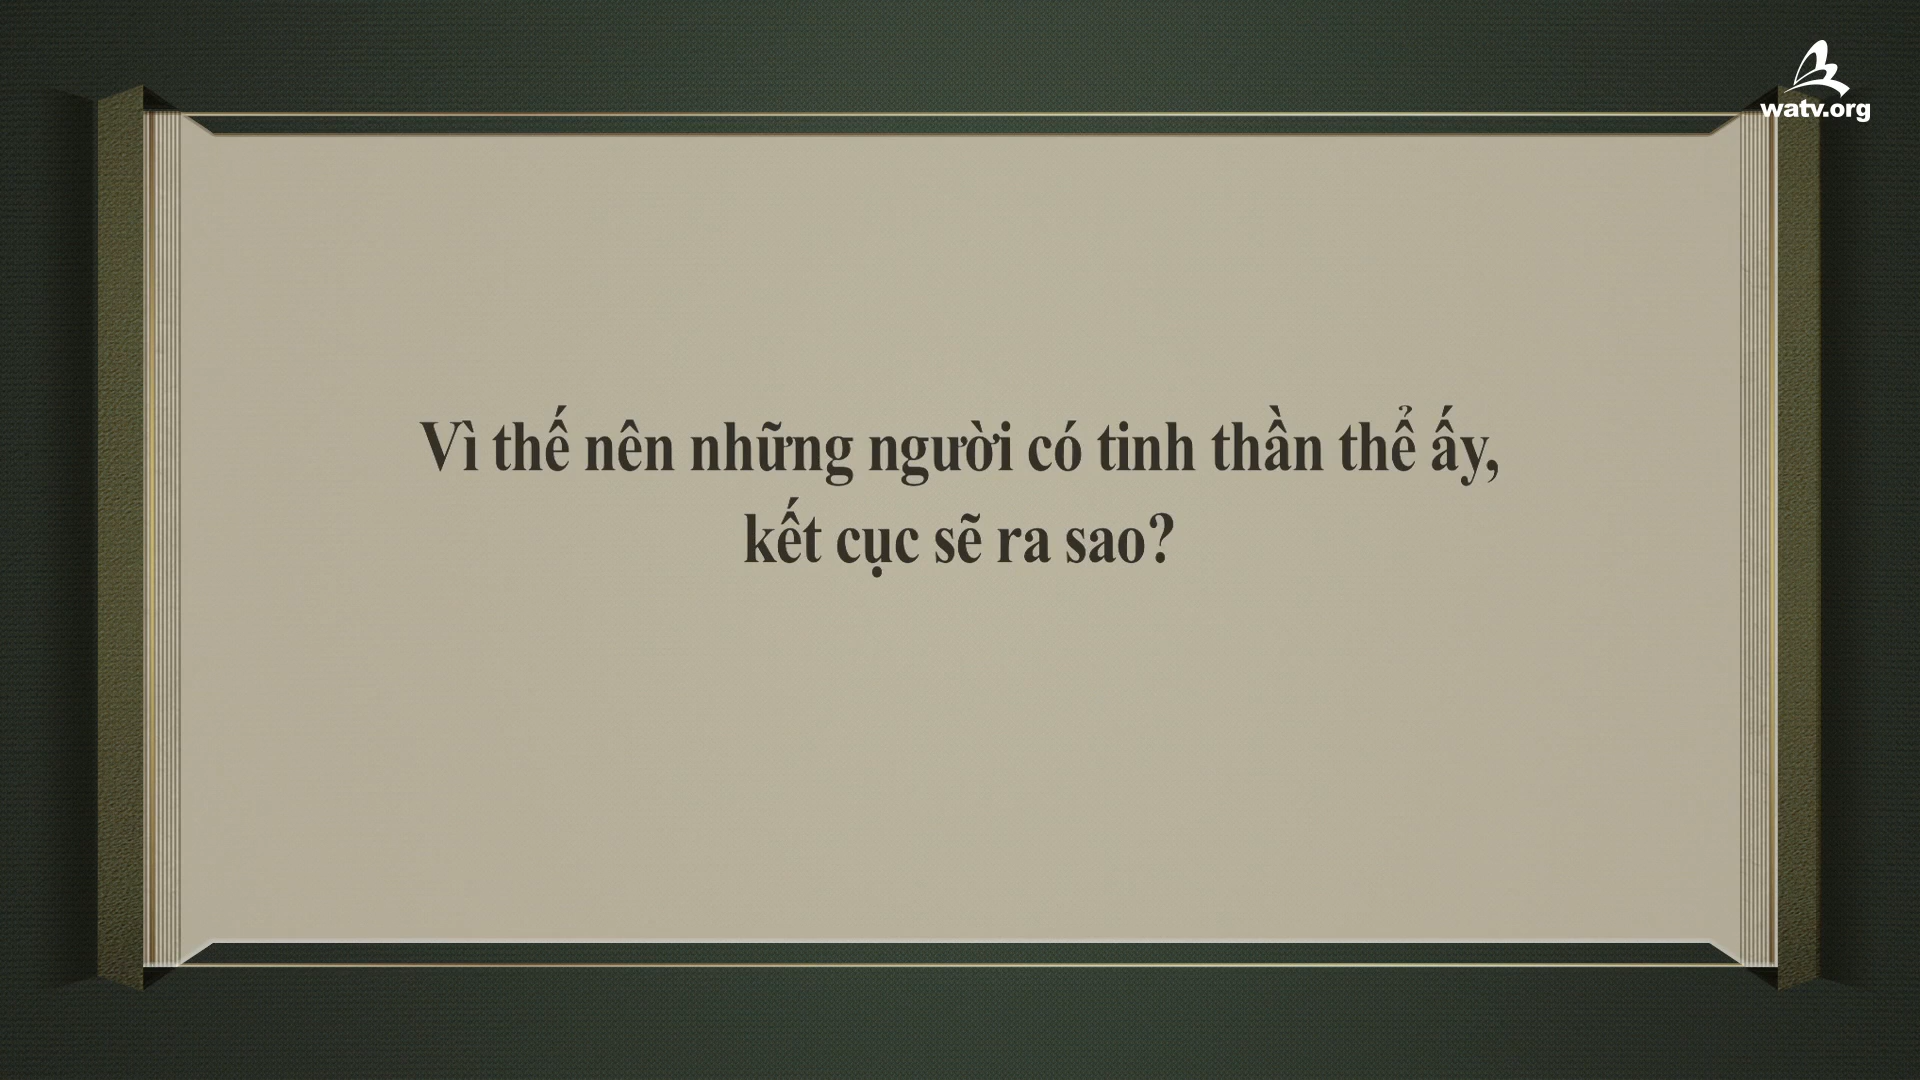 watv.org
Vì thế nên những người có tinh thần thể ấy,
kết cục sẽ ra sao?